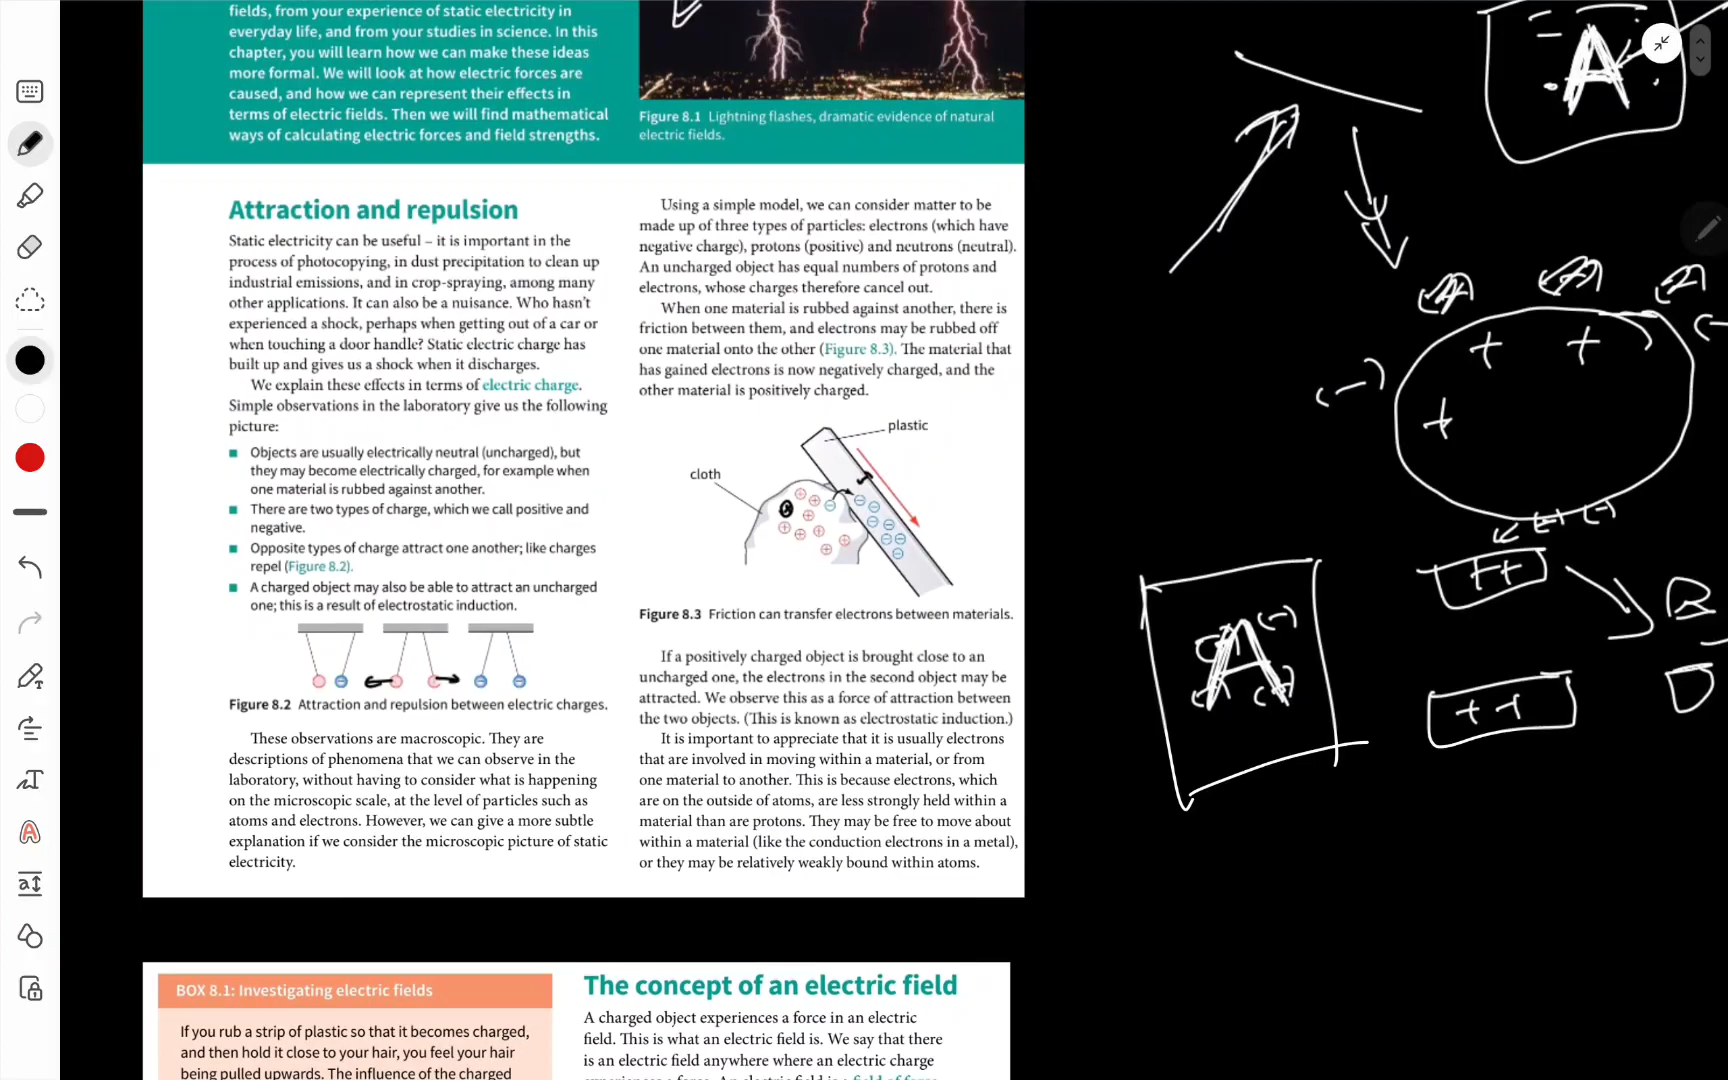 fields, from your experience of static electricity in
everyday life, and from your studies in science. In this
chapter, you will learn how we can make these ideas
more formal. We will look at how electric forces are
caused, and how we can represent their effects in
terms of electric fields. Then we will find mathematical
ways of calculating electric forces and field strengths.
Figure 8.1 Lightning flashes, dramatic evidence of natural
electric fields.
Attraction and repulsion
Static electricity can be useful – it is important in the
process of photocopying, in dust precipitation to clean up
industrial emissions, and in crop-spraying, among many
other applications. It can also be a nuisance. Who hasn't
experienced a shock, perhaps when getting out of a car or
when touching a door handle? Static electric charge has
built up and gives us a shock when it discharges.
We explain these effects in terms of electric charge.
Simple observations in the laboratory give us the following
picture:
■ Objects are usually electrically neutral (uncharged), but
they may become electrically charged, for example when
one material is rubbed against another.
■ There are two types of charge, which we call positive and
negative.
■ Opposite types of charge attract one another; like charges
repel (Figure 8.2).
■ A charged object may also be able to attract an uncharged
one; this is a result of electrostatic induction.
Figure 8.2 Attraction and repulsion between electric charges.
These observations are macroscopic. They are
descriptions of phenomena that we can observe in the
laboratory, without having to consider what is happening
on the microscopic scale, at the level of particles such as
atoms and electrons. However, we can give a more subtle
explanation if we consider the microscopic picture of static
electricity.
Using a simple model, we can consider matter to be
made up of three types of particles: electrons (which have
negative charge), protons (positive) and neutrons (neutral).
An uncharged object has equal numbers of protons and
electrons, whose charges therefore cancel out.
When one material is rubbed against another, there is
friction between them, and electrons may be rubbed off
one material onto the other (Figure 8.3). The material that
has gained electrons is now negatively charged, and the
other material is positively charged.
plastic
cloth
Figure 8.3 Friction can transfer electrons between materials.
If a positively charged object is brought close to an
uncharged one, the electrons in the second object may be
attracted. We observe this as a force of attraction between
the two objects. (This is known as electrostatic induction.)
It is important to appreciate that it is usually electrons
that are involved in moving within a material, or from
one material to another. This is because electrons, which
are on the outside of atoms, are less strongly held within a
material than are protons. They may be free to move about
within a material (like the conduction electrons in a metal),
or they may be relatively weakly bound within atoms.
BOX 8.1: Investigating electric fields
If you rub a strip of plastic so that it becomes charged,
and then hold it close to your hair, you feel your hair
being pulled upwards. The influence of the charged
The concept of an electric field
A charged object experiences a force in an electric
field. This is what an electric field is. We say that there
is an electric field anywhere where an electric charge
A
+ +
+
(-)
++
B
A
(-)
++
D